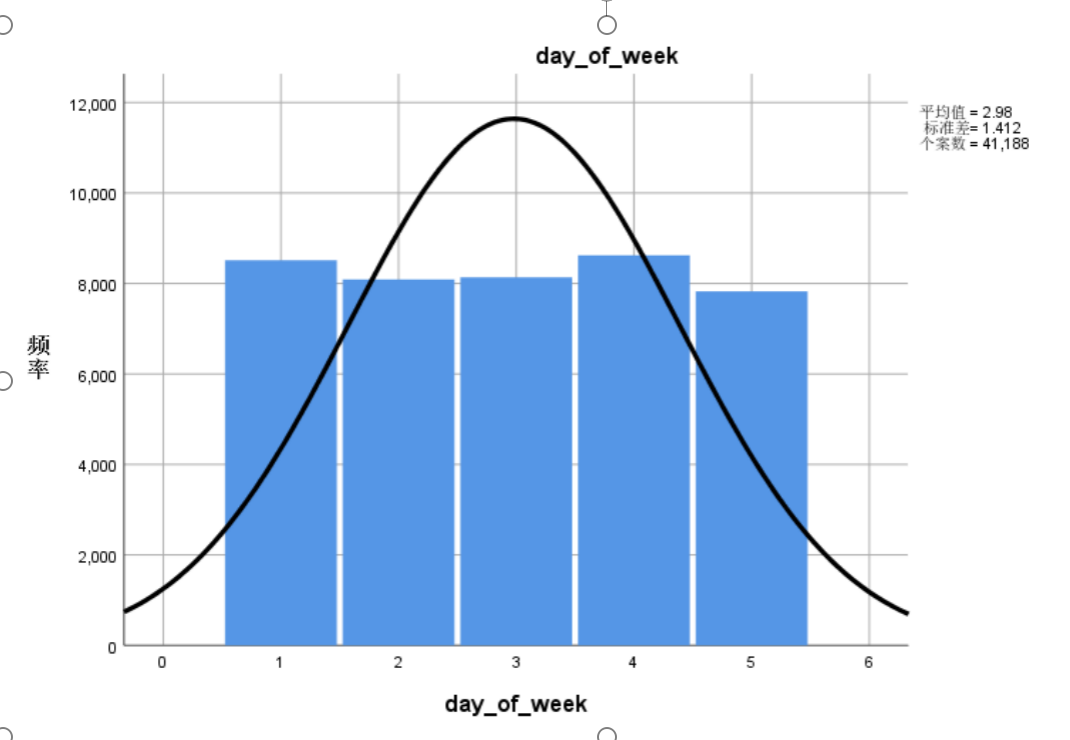 day_of_week
平均值 = 2.98
标准差= 1.412
个案数 = 41,188
12,000
10,000
8,000
6,000
4,000
2,000
0
频率
0 1 2 3 4 5 6
day_of_week